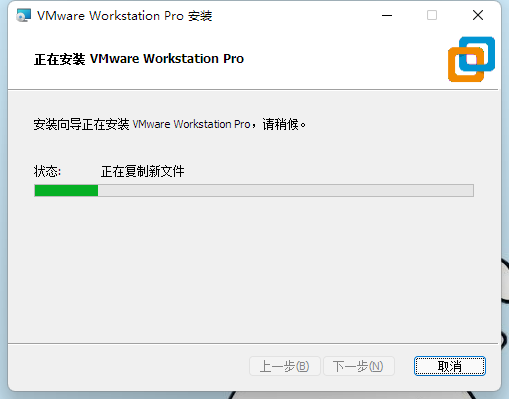 VMware Workstation Pro 安装
正在安装 VMware Workstation Pro
安装向导正在安装 VMware Workstation Pro，请稍候。
状态: 正在复制新文件
上一步(B) 下一步(N) 取消